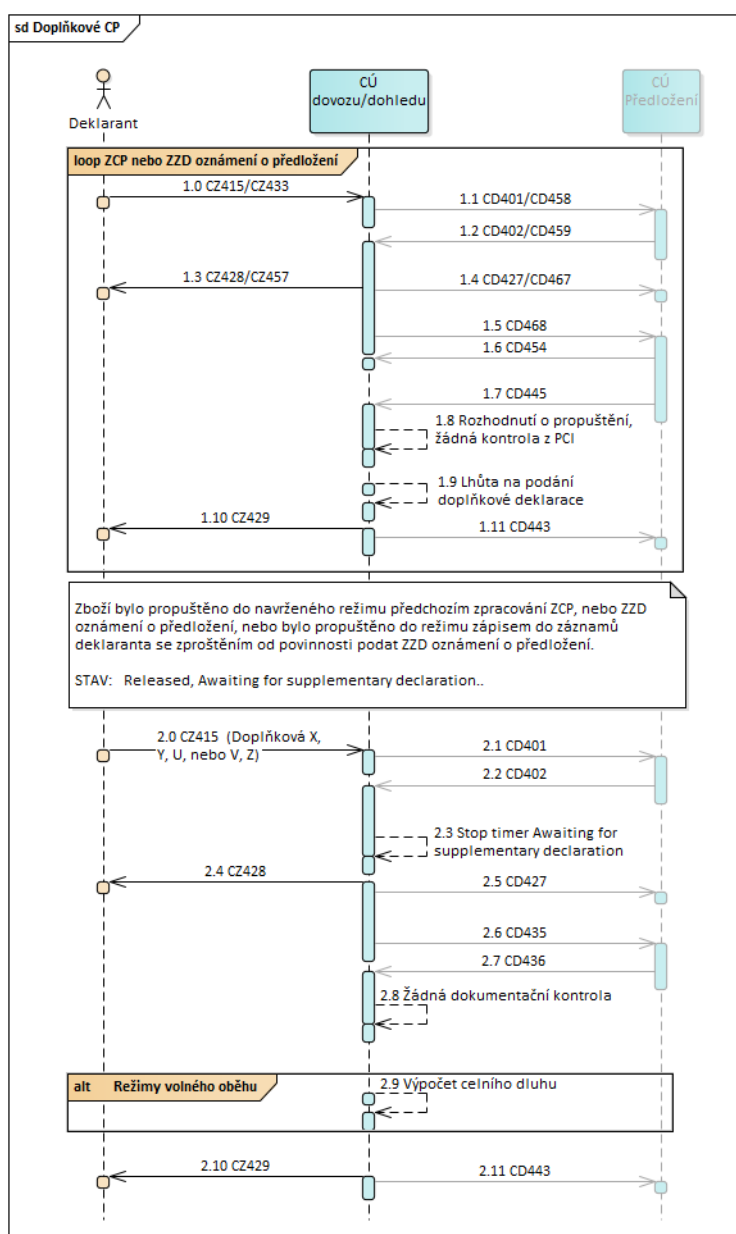 sd Doplňkové CP
Deklarant
CÚ
dovozu/dohledu
CÚ
Předložení
loop ZCP nebo ZZD oznámení o předložení
1.0 CZ415/CZ433
1.1 CD401/CD458
1.2 CD402/CD459
1.3 CZ428/CZ457
1.4 CD427/CD467
1.5 CD468
1.6 CD454
1.7 CD445
1.8 Rozhodnutí o propuštění,
žádná kontrola z PCI
1.9 Lhůta na podání
doplňkové deklarace
1.10 CZ429
1.11 CD443
Zboží bylo propuštěno do navrženého režimu předchozím zpracování ZCP, nebo ZZD
oznámení o předložení, nebo bylo propuštěno do režimu zápisem do záznamů
deklaranta se zproštěním od povinnosti podat ZZD oznámení o předložení.
STAV: Released, Awaiting for supplementary declaration..
2.0 CZ415 (Doplňková X,
Y, U, nebo V, Z)
2.1 CD401
2.2 CD402
2.3 Stop timer Awaiting for
supplementary declaration
2.4 CZ428
2.5 CD427
2.6 CD435
2.7 CD436
2.8 Žádná dokumentační kontrola
alt Režimy volného oběhu
2.9 Výpočet celního dluhu
2.10 CZ429
2.11 CD443